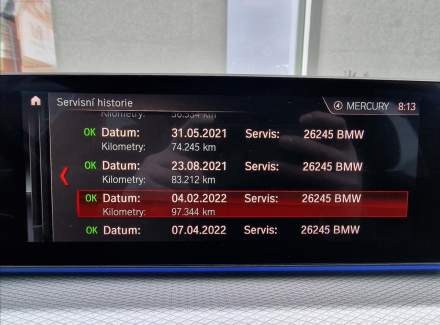 Servisní historie
④ MERCURY 8:13
Kilometry:
OK Datum: 31.05.2021 Servis: 26245 BMW
Kilometry: 74.245 km
OK Datum: 23.08.2021 Servis: 26245 BMW
Kilometry: 83.212 km
OK Datum: 04.02.2022 Servis: 26245 BMW
Kilometry: 97.344 km
OK Datum: 07.04.2022 Servis: 26245 BMW